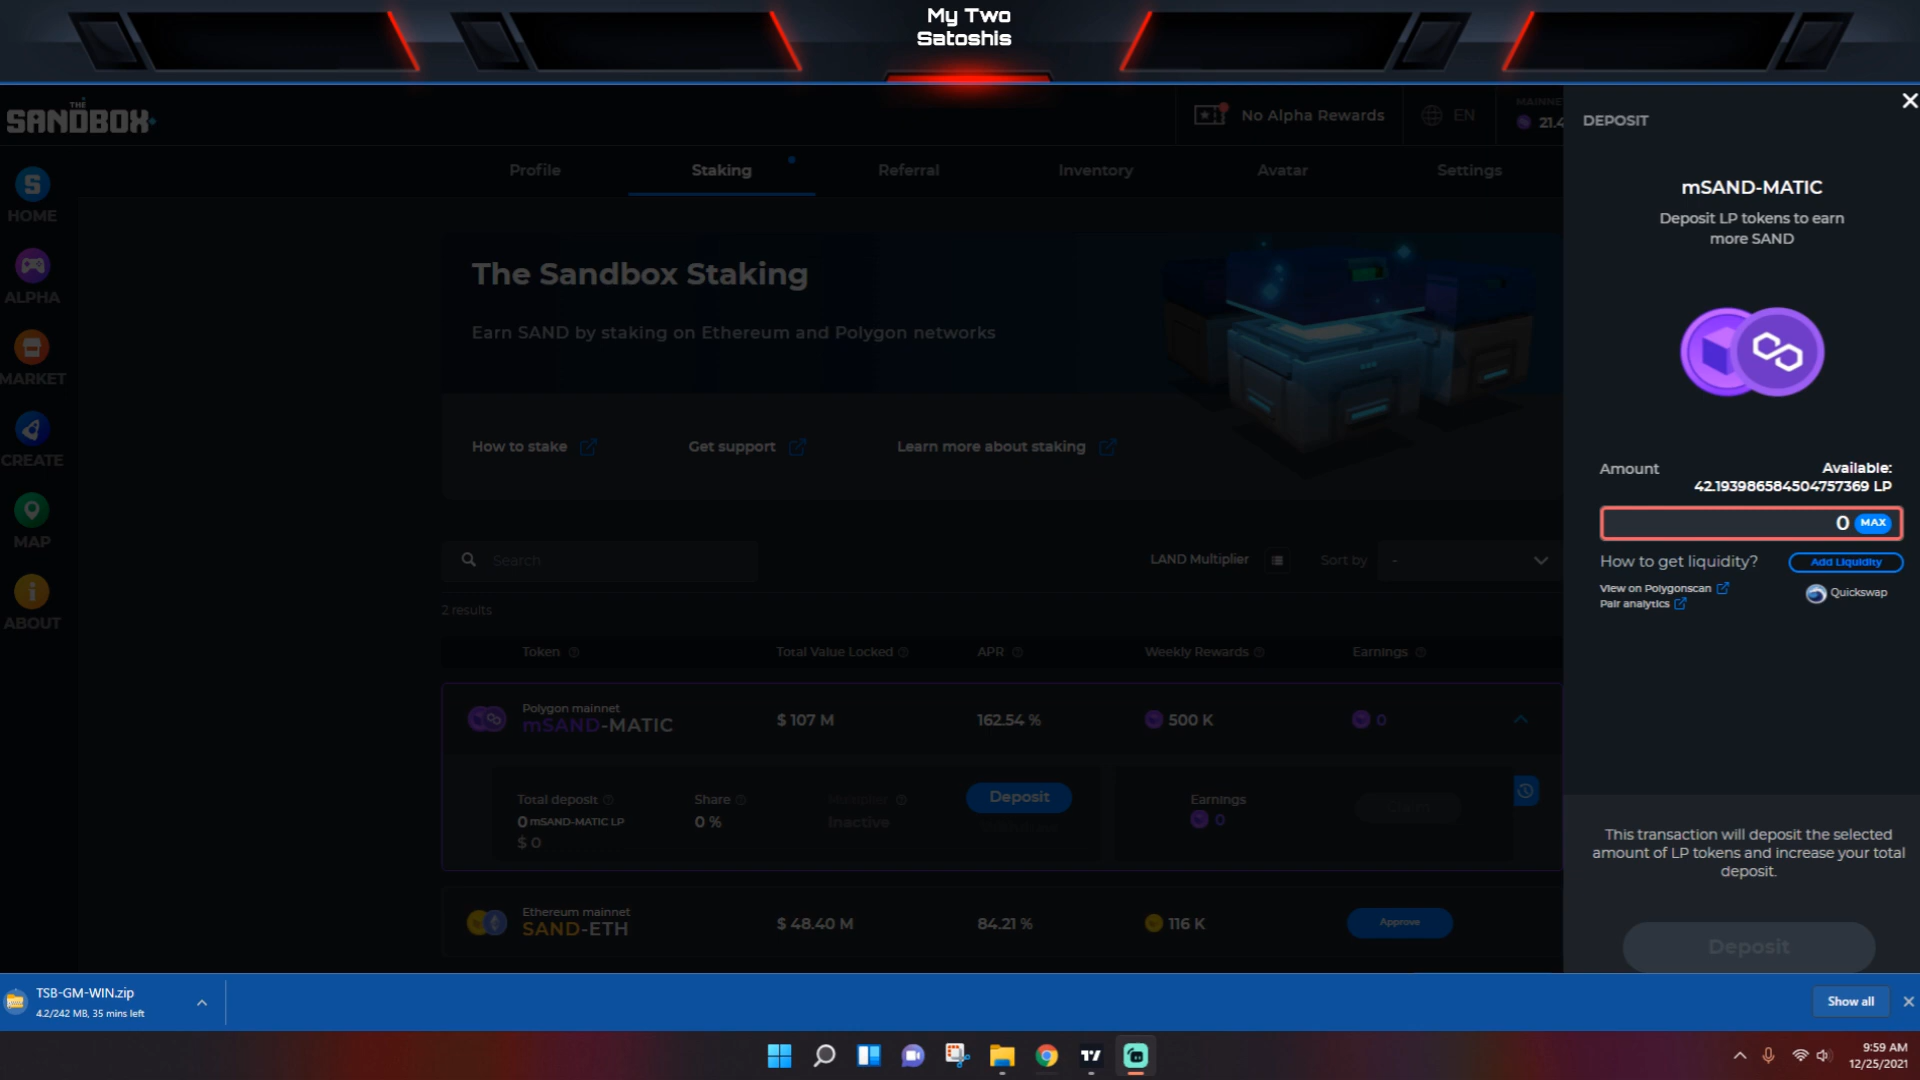 My Two
Satoshis
THE
SANDBOX
No Alpha Rewards
EN
MAINNE
21.4
Profile
Staking
Referral
Inventory
Avatar
Settings
HOME
ALPHA
MARKET
CREATE
MAP
ABOUT
The Sandbox Staking
Earn SAND by staking on Ethereum and Polygon networks
How to stake
Get support
Learn more about staking
Search
LAND Multiplier
Sort by
-
2 results
Token
Total Value Locked
APR
Weekly Rewards
Earnings
Polygon mainnet
mSAND-MATIC
$ 107 M
162.54 %
500 K
0
Total deposit
0 mSAND-MATIC LP
$ 0
Share
0 %
Multiplier
Inactive
Deposit
Earnings
0
Ethereum mainnet
SAND-ETH
$ 48.40 M
84.21 %
116 K
Approve
DEPOSIT
mSAND-MATIC
Deposit LP tokens to earn
more SAND
Amount
Available:
42.193986584504757369 LP
0 MAX
How to get liquidity?
Add Liquidity
View on Polygonscan
Pair analytics
Quickswap
This transaction will deposit the selected
amount of LP tokens and increase your total
deposit.
Deposit
TSB-GM-WIN.zip
4.2/242 MB, 35 mins left
Show all
9:59 AM
12/25/2021